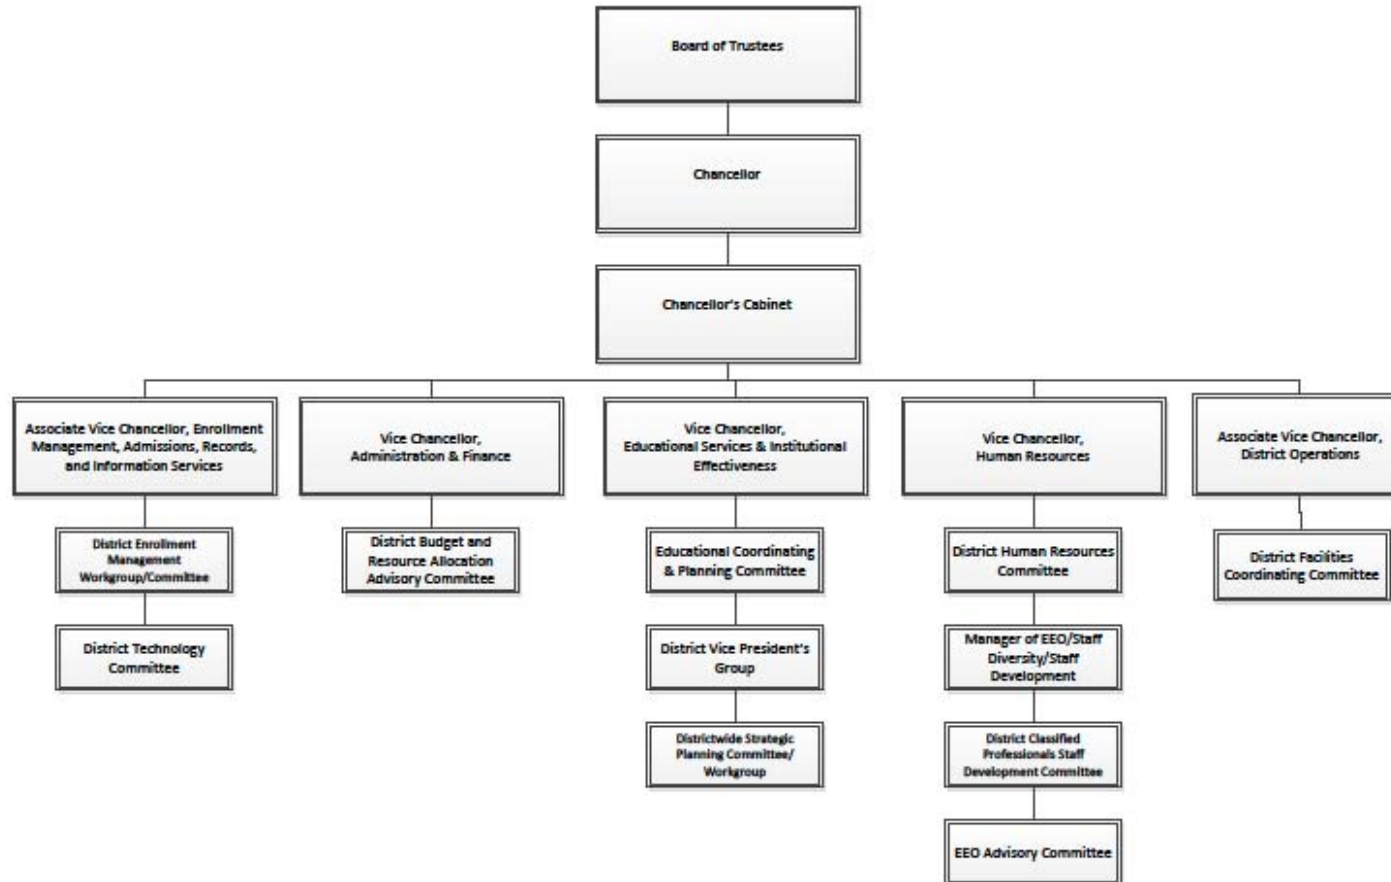 Board of Trustees
Chancellor
Chancellor's Cabinet
Associate Vice Chancellor, Enrollment
Management, Admissions, Records,
and Information Services
Vice Chancellor,
Administration & Finance
Vice Chancellor,
Educational Services & Institutional
Effectiveness
Vice Chancellor,
Human Resources
Associate Vice Chancellor,
District Operations
District Enrollment
Management
Workgroup/Committee
District Budget and
Resource Allocation
Advisory Committee
Educational Coordinating
& Planning Committee
District Human Resources
Committee
District Facilities
Coordinating Committee
District Technology
Committee
District Vice President's
Group
Manager of EEO/Staff
Diversity/Staff
Development
Districtwide Strategic
Planning Committee/
Workgroup
District Classified
Professionals Staff
Development Committee
EEO Advisory Committee